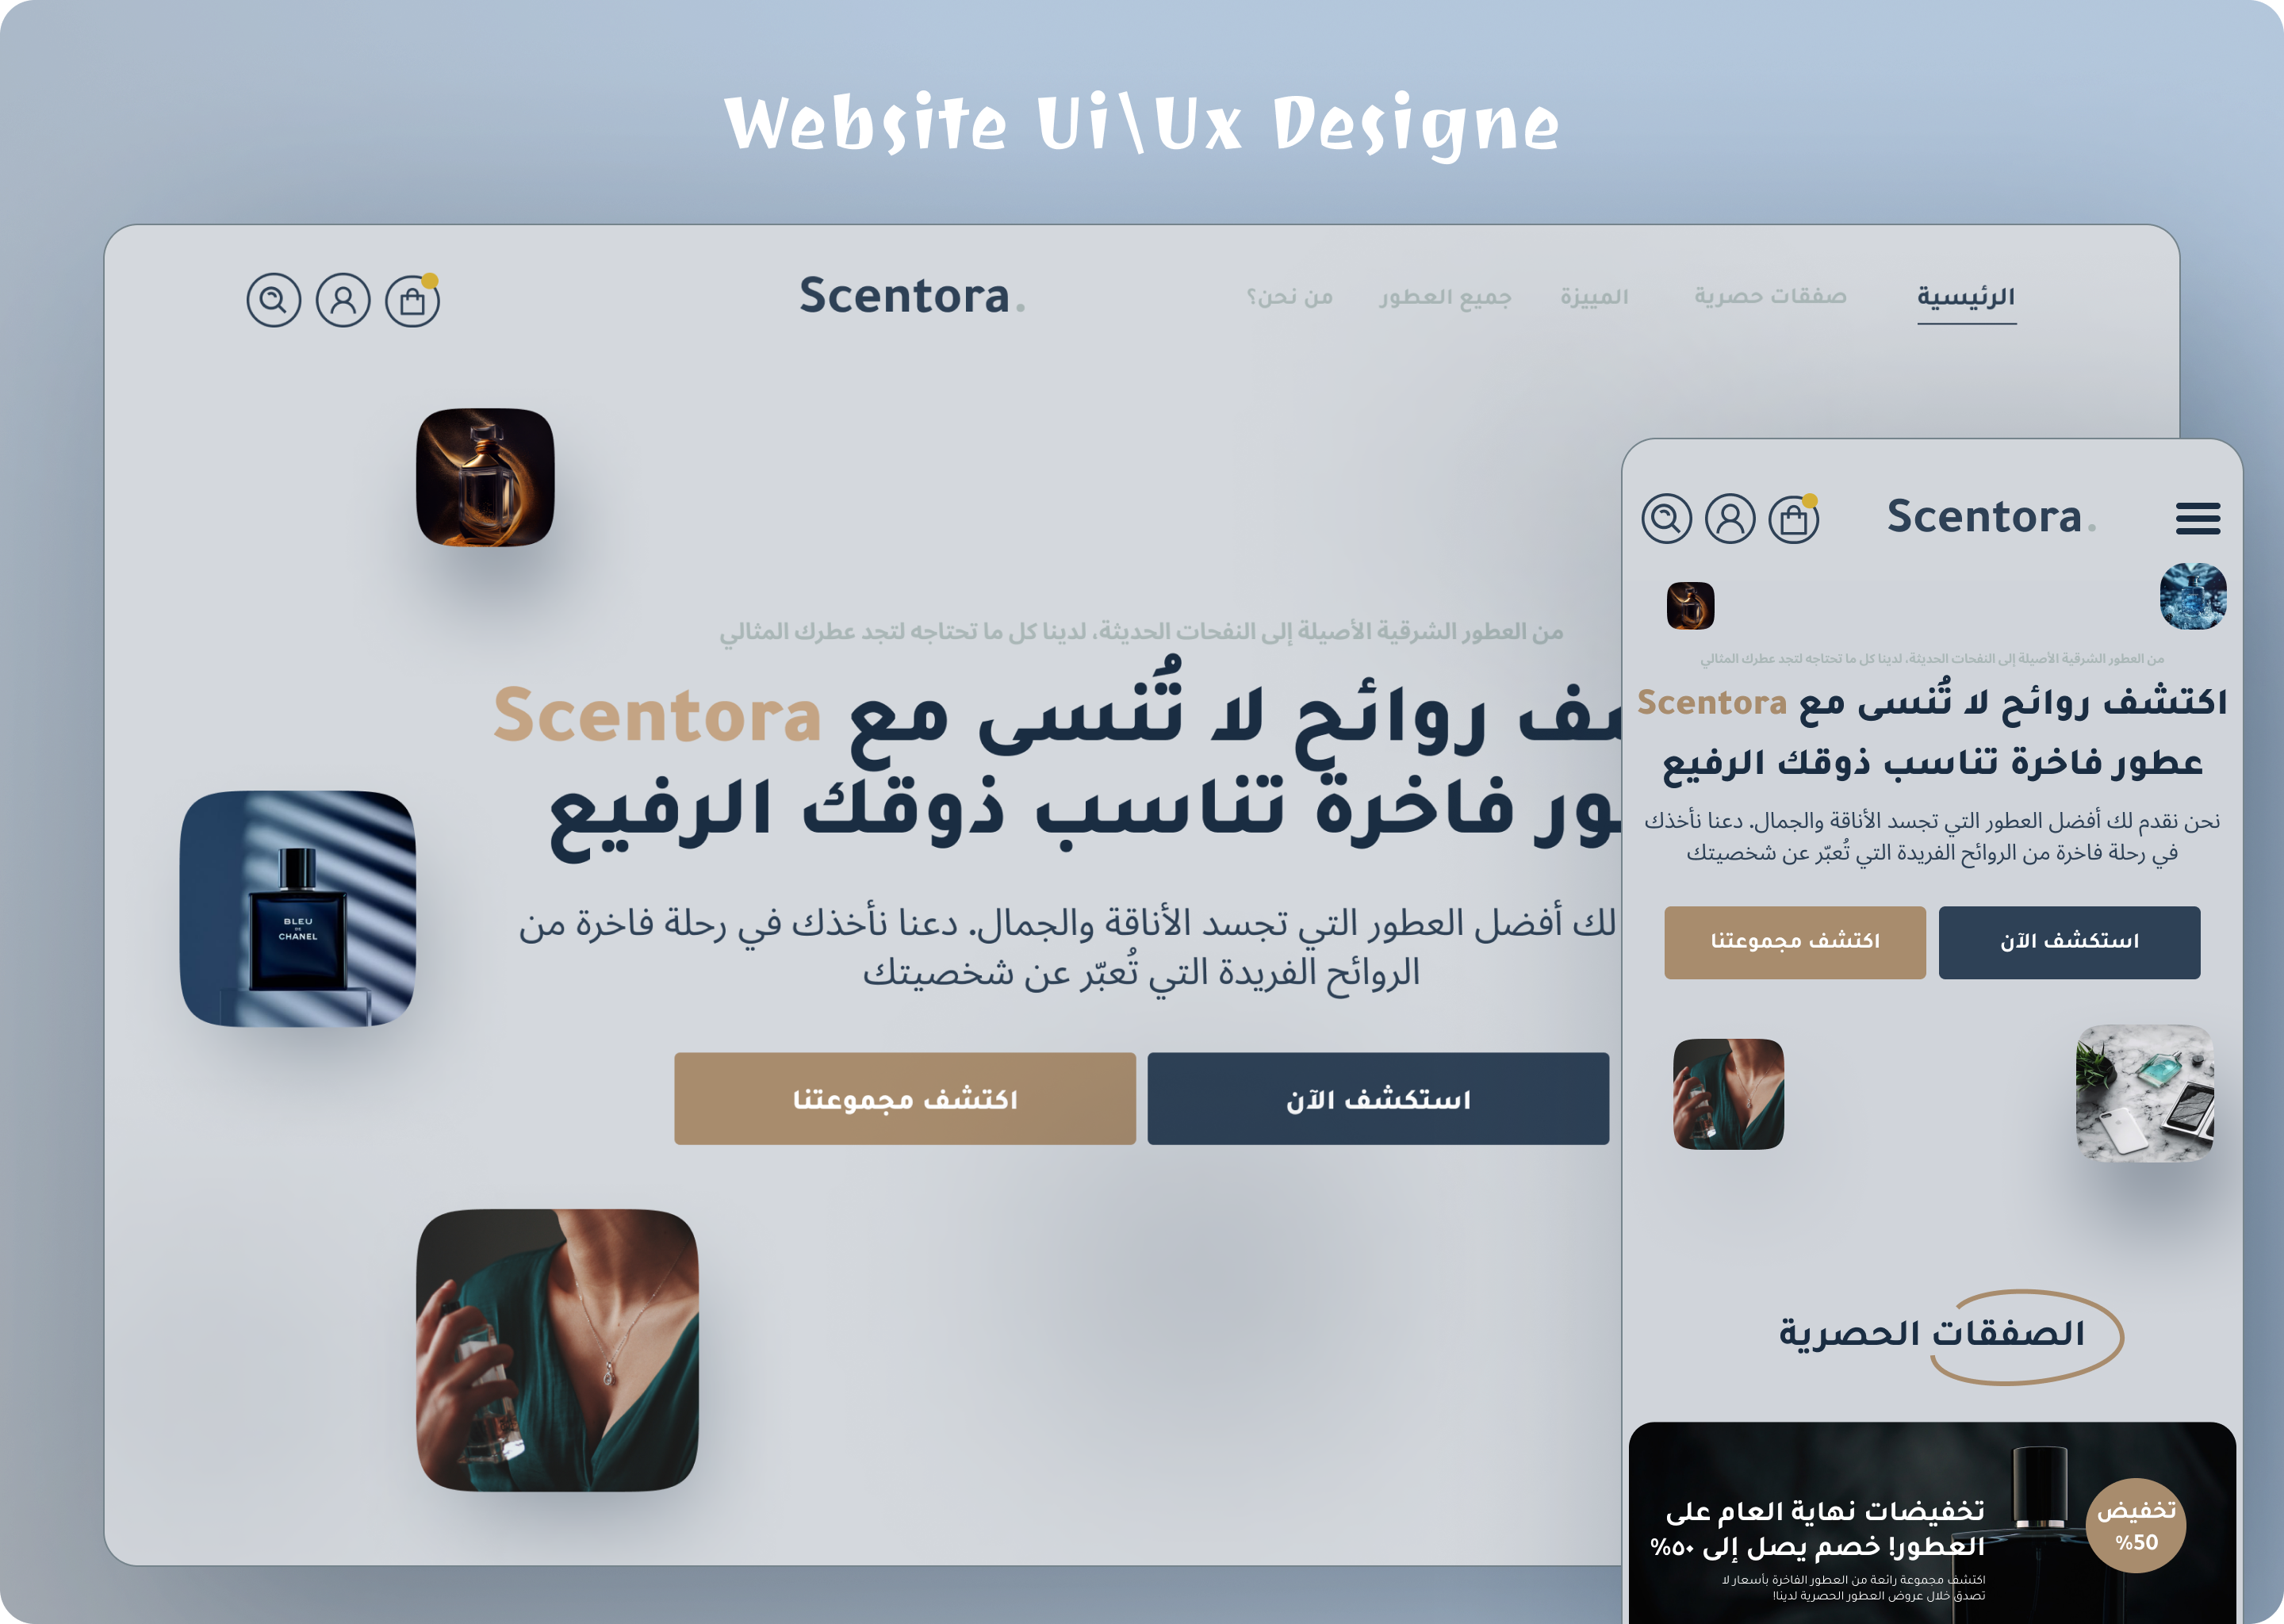 Website Ui\Ux Designe
الرئيسية
صفقات حصرية
المييزة
جميع العطور
من نحن؟
Scentora.
من العطور الشرقية الأصيلة إلى النفحات الحديثة، لدينا كل ما تحتاجه لتجد عطرك المثالي
روائح لا تُنسى مع Scentora
فاخرة تناسب ذوقك الرفيع
لك أفضل العطور التي تجسد الأناقة والجمال. دعنا نأخذك في رحلة فاخرة من
الروائح الفريدة التي تُعبّر عن شخصيتك
استكشف الآن
اكتشف مجموعتنا
BLEU
DE
CHANEL
Scentora.
من العطور الشرقية الأصيلة إلى النفحات الحديثة، لدينا كل ما تحتاجه لتجد عطرك المثالي
اكتشف روائح لا تُنسى مع Scentora
عطور فاخرة تناسب ذوقك الرفيع
نحن نقدم لك أفضل العطور التي تجسد الأناقة والجمال. دعنا نأخذك
في رحلة فاخرة من الروائح الفريدة التي تُعبّر عن شخصيتك
استكشف الآن
اكتشف مجموعتنا
الصفقات الحصرية
تخفيض
%50
تخفيضات نهاية العام على
العطور! خصم يصل إلى ٥٠%
اكتشف مجموعة رائعة من العطور الفاخرة بأسعار لا
تصدق خلال عروض العطور الحصرية لدينا!